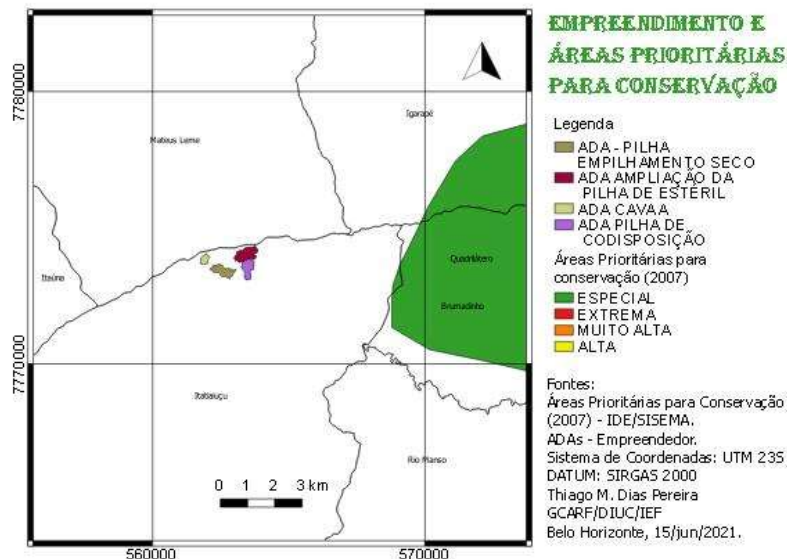 EMPREENDIMENTO E
ÁREAS PRIORITÁRIAS
PARA CONSERVAÇÃO
Legenda
ADA - PILHA
EMPILHAMENTO SECO
ADA AMPLIAÇÃO DA
PILHA DE ESTÉRIL
ADA CAVA A
ADA PILHA DE
CODISPOSIÇÃO
Áreas Prioritárias para
conservação (2007)
ESPECIAL
EXTREMA
MUITO ALTA
ALTA
Fontes:
Áreas Prioritárias para Conservação
(2007) - IDE/SISEMA.
ADAs - Empreendedor.
Sistema de Coordenadas: UTM 23S
DATUM: SIRGAS 2000
Thiago M. Dias Pereira
GCARF/DIUC/IEF
Belo Horizonte, 15/jun/2021.
7780000
7770000
560000
570000
Mateus Leme
Igarapé
Itaúna
Quadrilátero
Brumadinho
Itatiaiuçu
Rio Manso
0 1 2 3 km